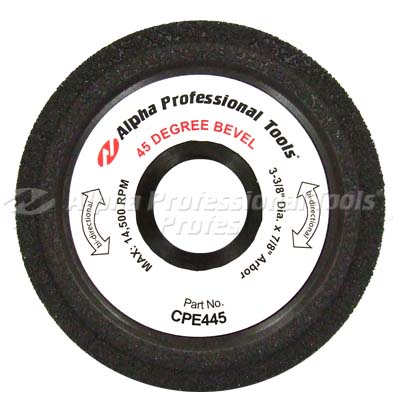 Alpha Professional Tools®
45 DEGREE BEVEL
MAX: 14,500 RPM
3-3/8" Dia. x 7/8" Arbor
bi-directional
bi-directional
Part No.
CPE445
Alpha Professional Tools
Profes